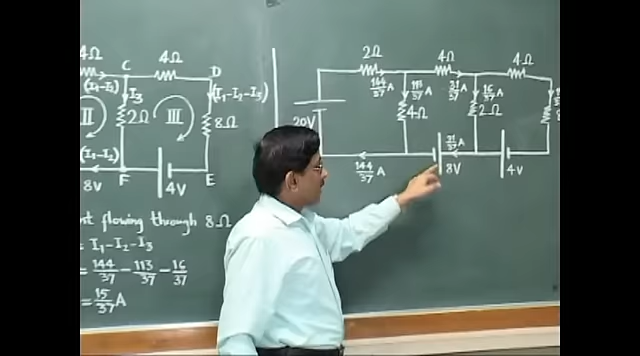 4Ω
C
4Ω
D
(I₁-I₂)
I₃
(I₁-I₂-I₃)
II
2Ω
III
8Ω
(I₁-I₂)
8V
F
4V
E
flowing through 8Ω
= I₁-I₂-I₃
= 144/37 - 113/37 - 16/37
= 15/37 A
2Ω
4Ω
4Ω
144/37 A
A
31/37 A
16/37 A
4Ω
2Ω
20V
31/37 A
144/37 A
8V
4V